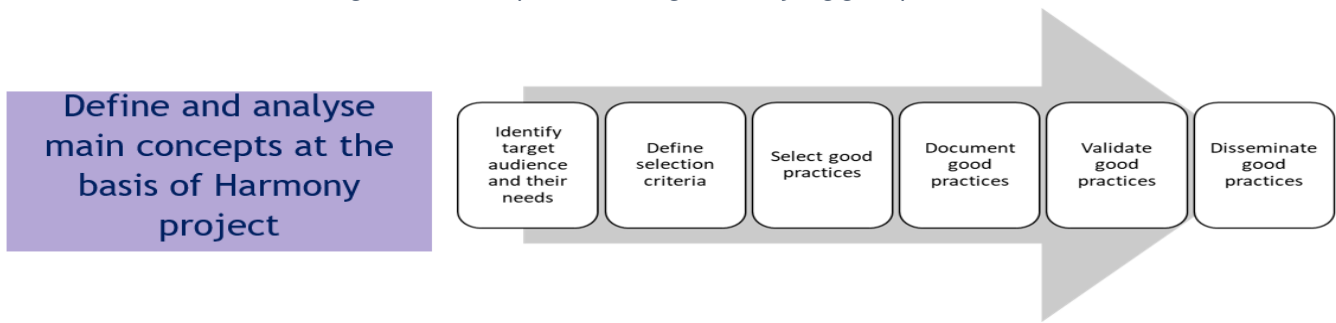 Define and analyse
main concepts at the
basis of Harmony
project
Identify
target
audience
and their
needs
Define
selection
criteria
Select good
practices
Document
good
practices
Validate
good
practices
Disseminate
good
practices